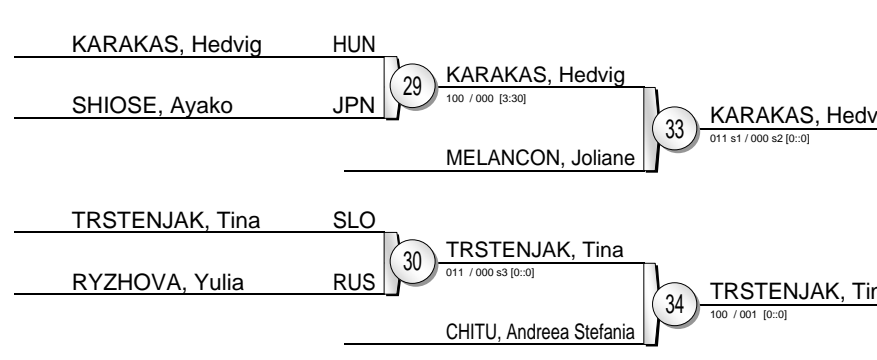 KARAKAS, Hedvig HUN
SHIOSE, Ayako JPN
29
KARAKAS, Hedvig
100 / 000 [3:30]
MELANCON, Joliane
33
KARAKAS, Hedv
011 s1 / 000 s2 [0::0]
TRSTENJAK, Tina SLO
RYZHOVA, Yulia RUS
30
TRSTENJAK, Tina
011 / 000 s3 [0::0]
CHITU, Andreea Stefania
34
TRSTENJAK, Tin
100 / 001 [0::0]